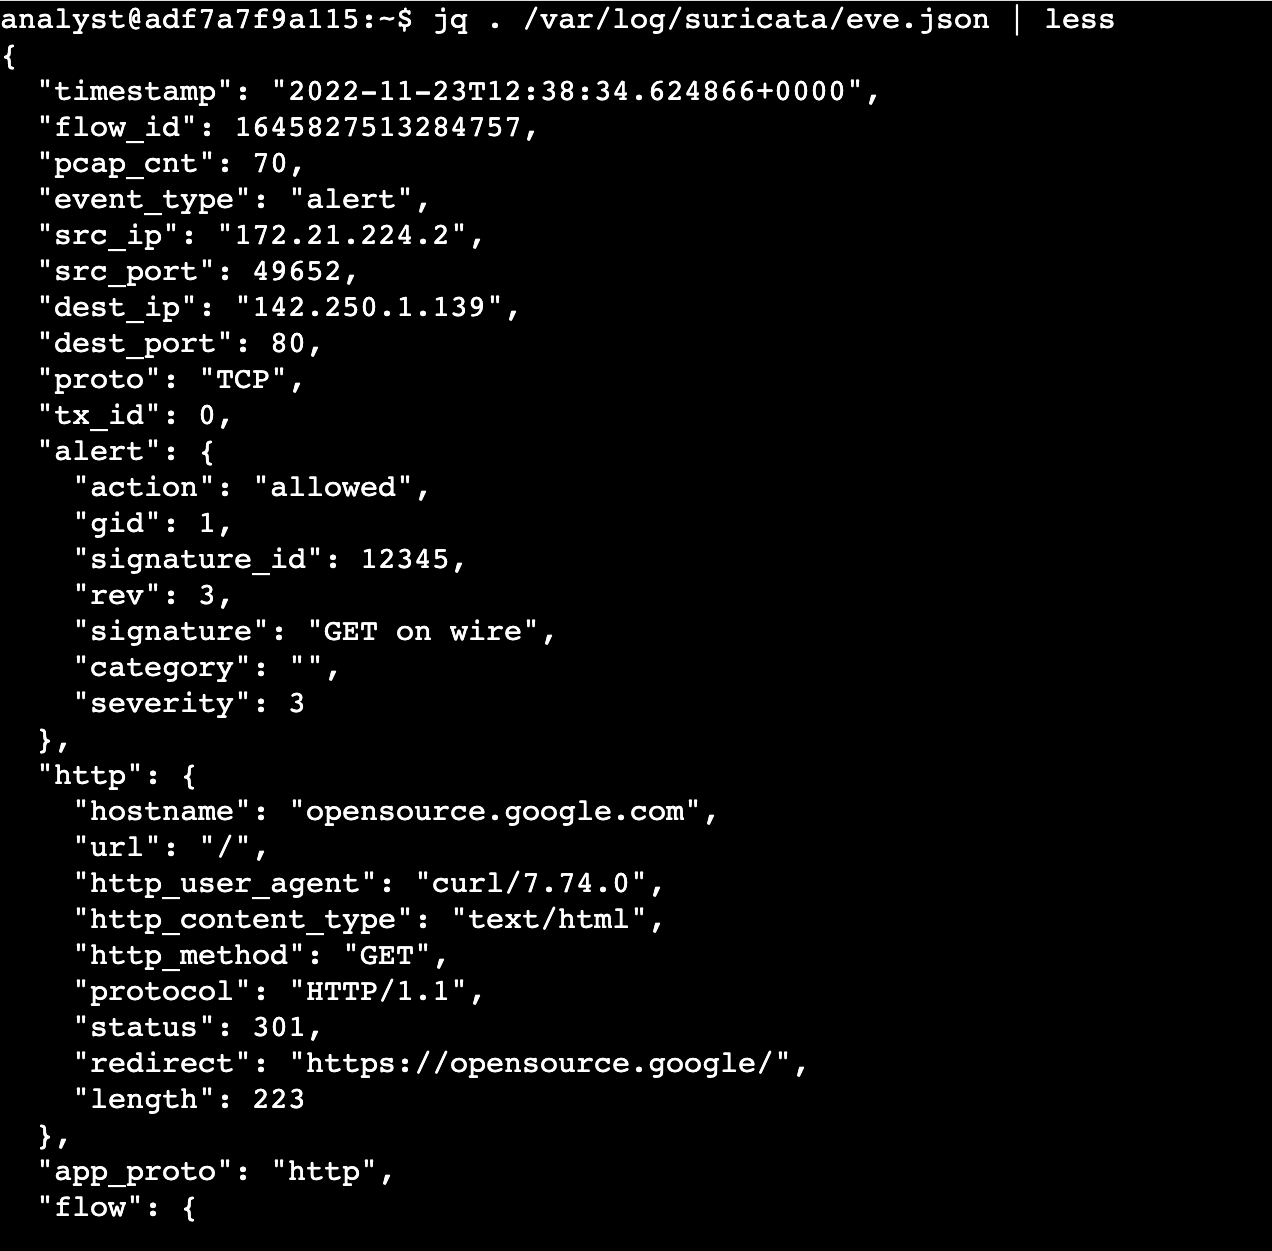 analyst@adf7a7f9a115:~$ jq . /var/log/suricata/eve.json | less
{
  "timestamp": "2022-11-23T12:38:34.624866+0000",
  "flow_id": 1645827513284757,
  "pcap_cnt": 70,
  "event_type": "alert",
  "src_ip": "172.21.224.2",
  "src_port": 49652,
  "dest_ip": "142.250.1.139",
  "dest_port": 80,
  "proto": "TCP",
  "tx_id": 0,
  "alert": {
    "action": "allowed",
    "gid": 1,
    "signature_id": 12345,
    "rev": 3,
    "signature": "GET on wire",
    "category": "",
    "severity": 3
  },
  "http": {
    "hostname": "opensource.google.com",
    "url": "/",
    "http_user_agent": "curl/7.74.0",
    "http_content_type": "text/html",
    "http_method": "GET",
    "protocol": "HTTP/1.1",
    "status": 301,
    "redirect": "https://opensource.google/",
    "length": 223
  },
  "app_proto": "http",
  "flow": {